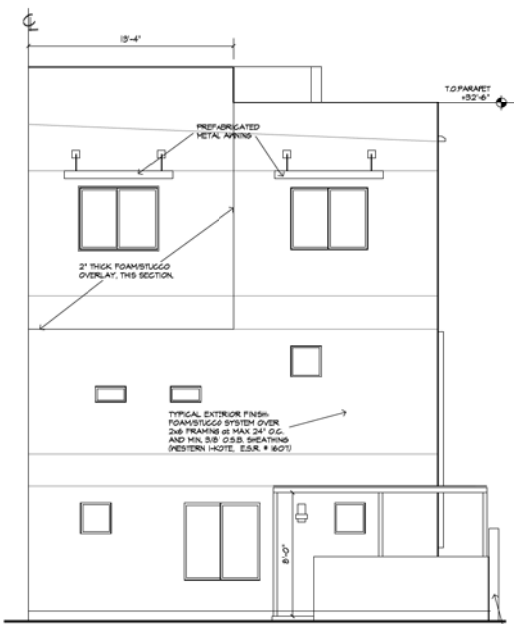 ℄
13'-4"
T.O.PARAPET
+32'-6"
PREFABRICATED
METAL AWNING
2" THICK FOAM/STUCCO
OVERLAY, THIS SECTION.
TYPICAL EXTERIOR FINISH:
FOAM/STUCCO SYSTEM OVER
2x6 FRAMING at MAX 24" O.C.
AND MIN. 3/8" O.S.B. SHEATHING
(WESTERN 1-KOTE, E.S.R. # 1607)
8'-0"